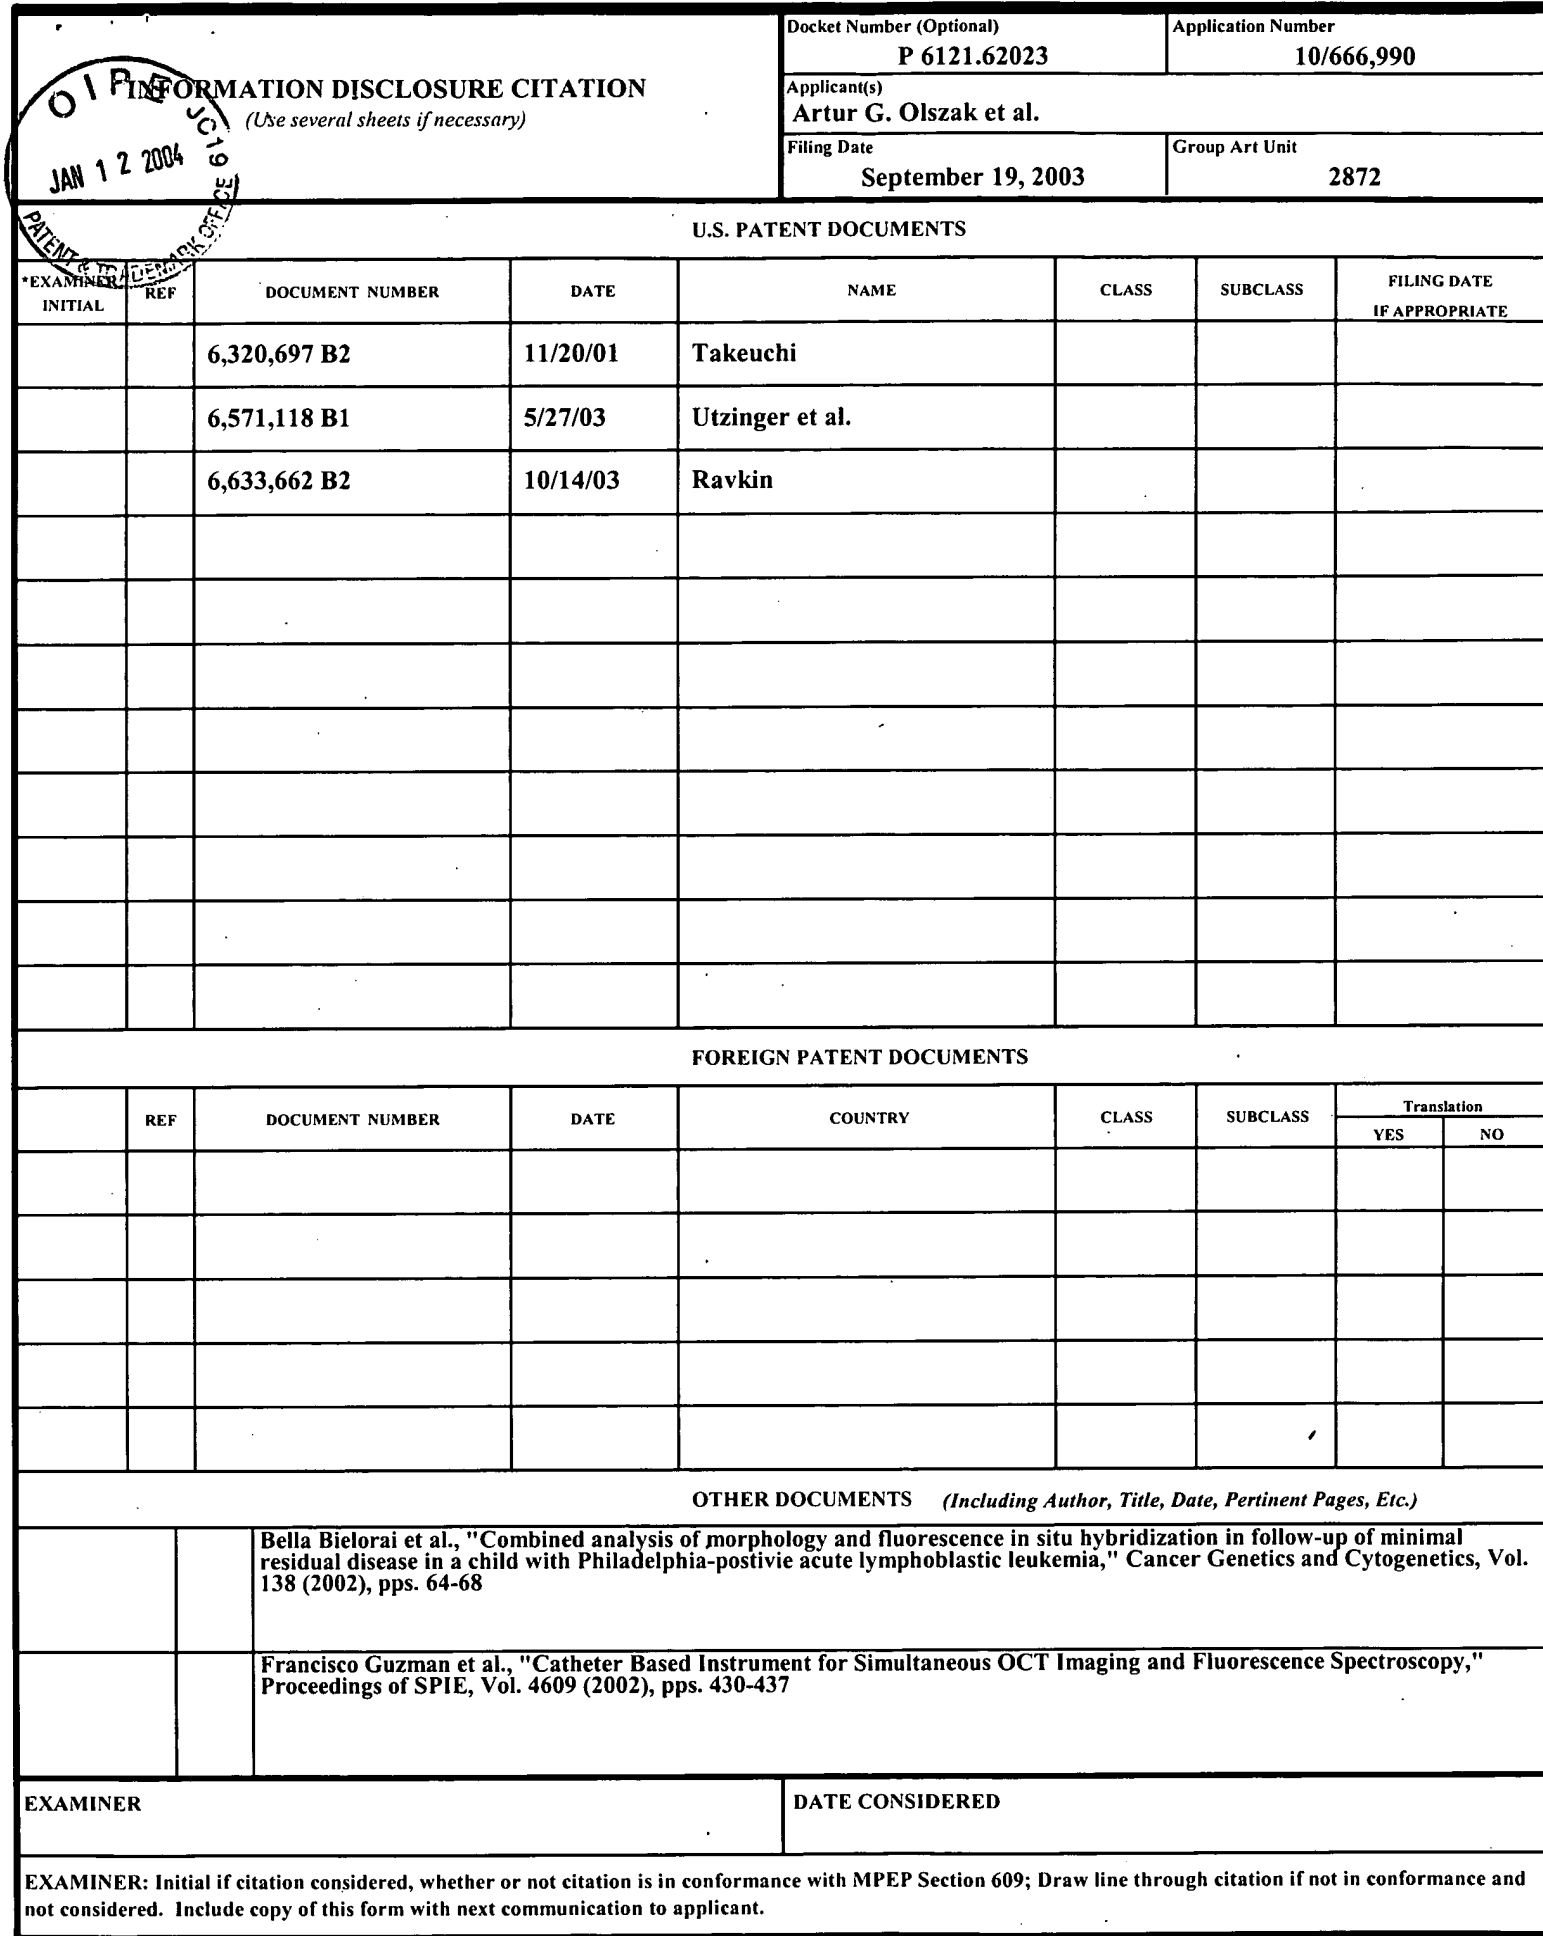 Docket Number (Optional)
P 6121.62023
Application Number
10/666,990
INFORMATION DISCLOSURE CITATION
(Use several sheets if necessary)
Applicant(s)
Artur G. Olszak et al.
Filing Date
September 19, 2003
Group Art Unit
2872
OIPE JC19
JAN 12 2004
PATENT & TRADEMARK OFFICE
U.S. PATENT DOCUMENTS
*EXAMINER
INITIAL
REF
DOCUMENT NUMBER
DATE
NAME
CLASS
SUBCLASS
FILING DATE
IF APPROPRIATE
6,320,697 B2 11/20/01 Takeuchi
6,571,118 B1 5/27/03 Utzinger et al.
6,633,662 B2 10/14/03 Ravkin
FOREIGN PATENT DOCUMENTS
REF
DOCUMENT NUMBER
DATE
COUNTRY
CLASS
SUBCLASS
Translation
YES
NO
OTHER DOCUMENTS (Including Author, Title, Date, Pertinent Pages, Etc.)
Bella Bielorai et al., "Combined analysis of morphology and fluorescence in situ hybridization in follow-up of minimal
residual disease in a child with Philadelphia-postivie acute lymphoblastic leukemia," Cancer Genetics and Cytogenetics, Vol.
138 (2002), pps. 64-68
Francisco Guzman et al., "Catheter Based Instrument for Simultaneous OCT Imaging and Fluorescence Spectroscopy,"
Proceedings of SPIE, Vol. 4609 (2002), pps. 430-437
EXAMINER
DATE CONSIDERED
EXAMINER: Initial if citation considered, whether or not citation is in conformance with MPEP Section 609; Draw line through citation if not in conformance and
not considered. Include copy of this form with next communication to applicant.